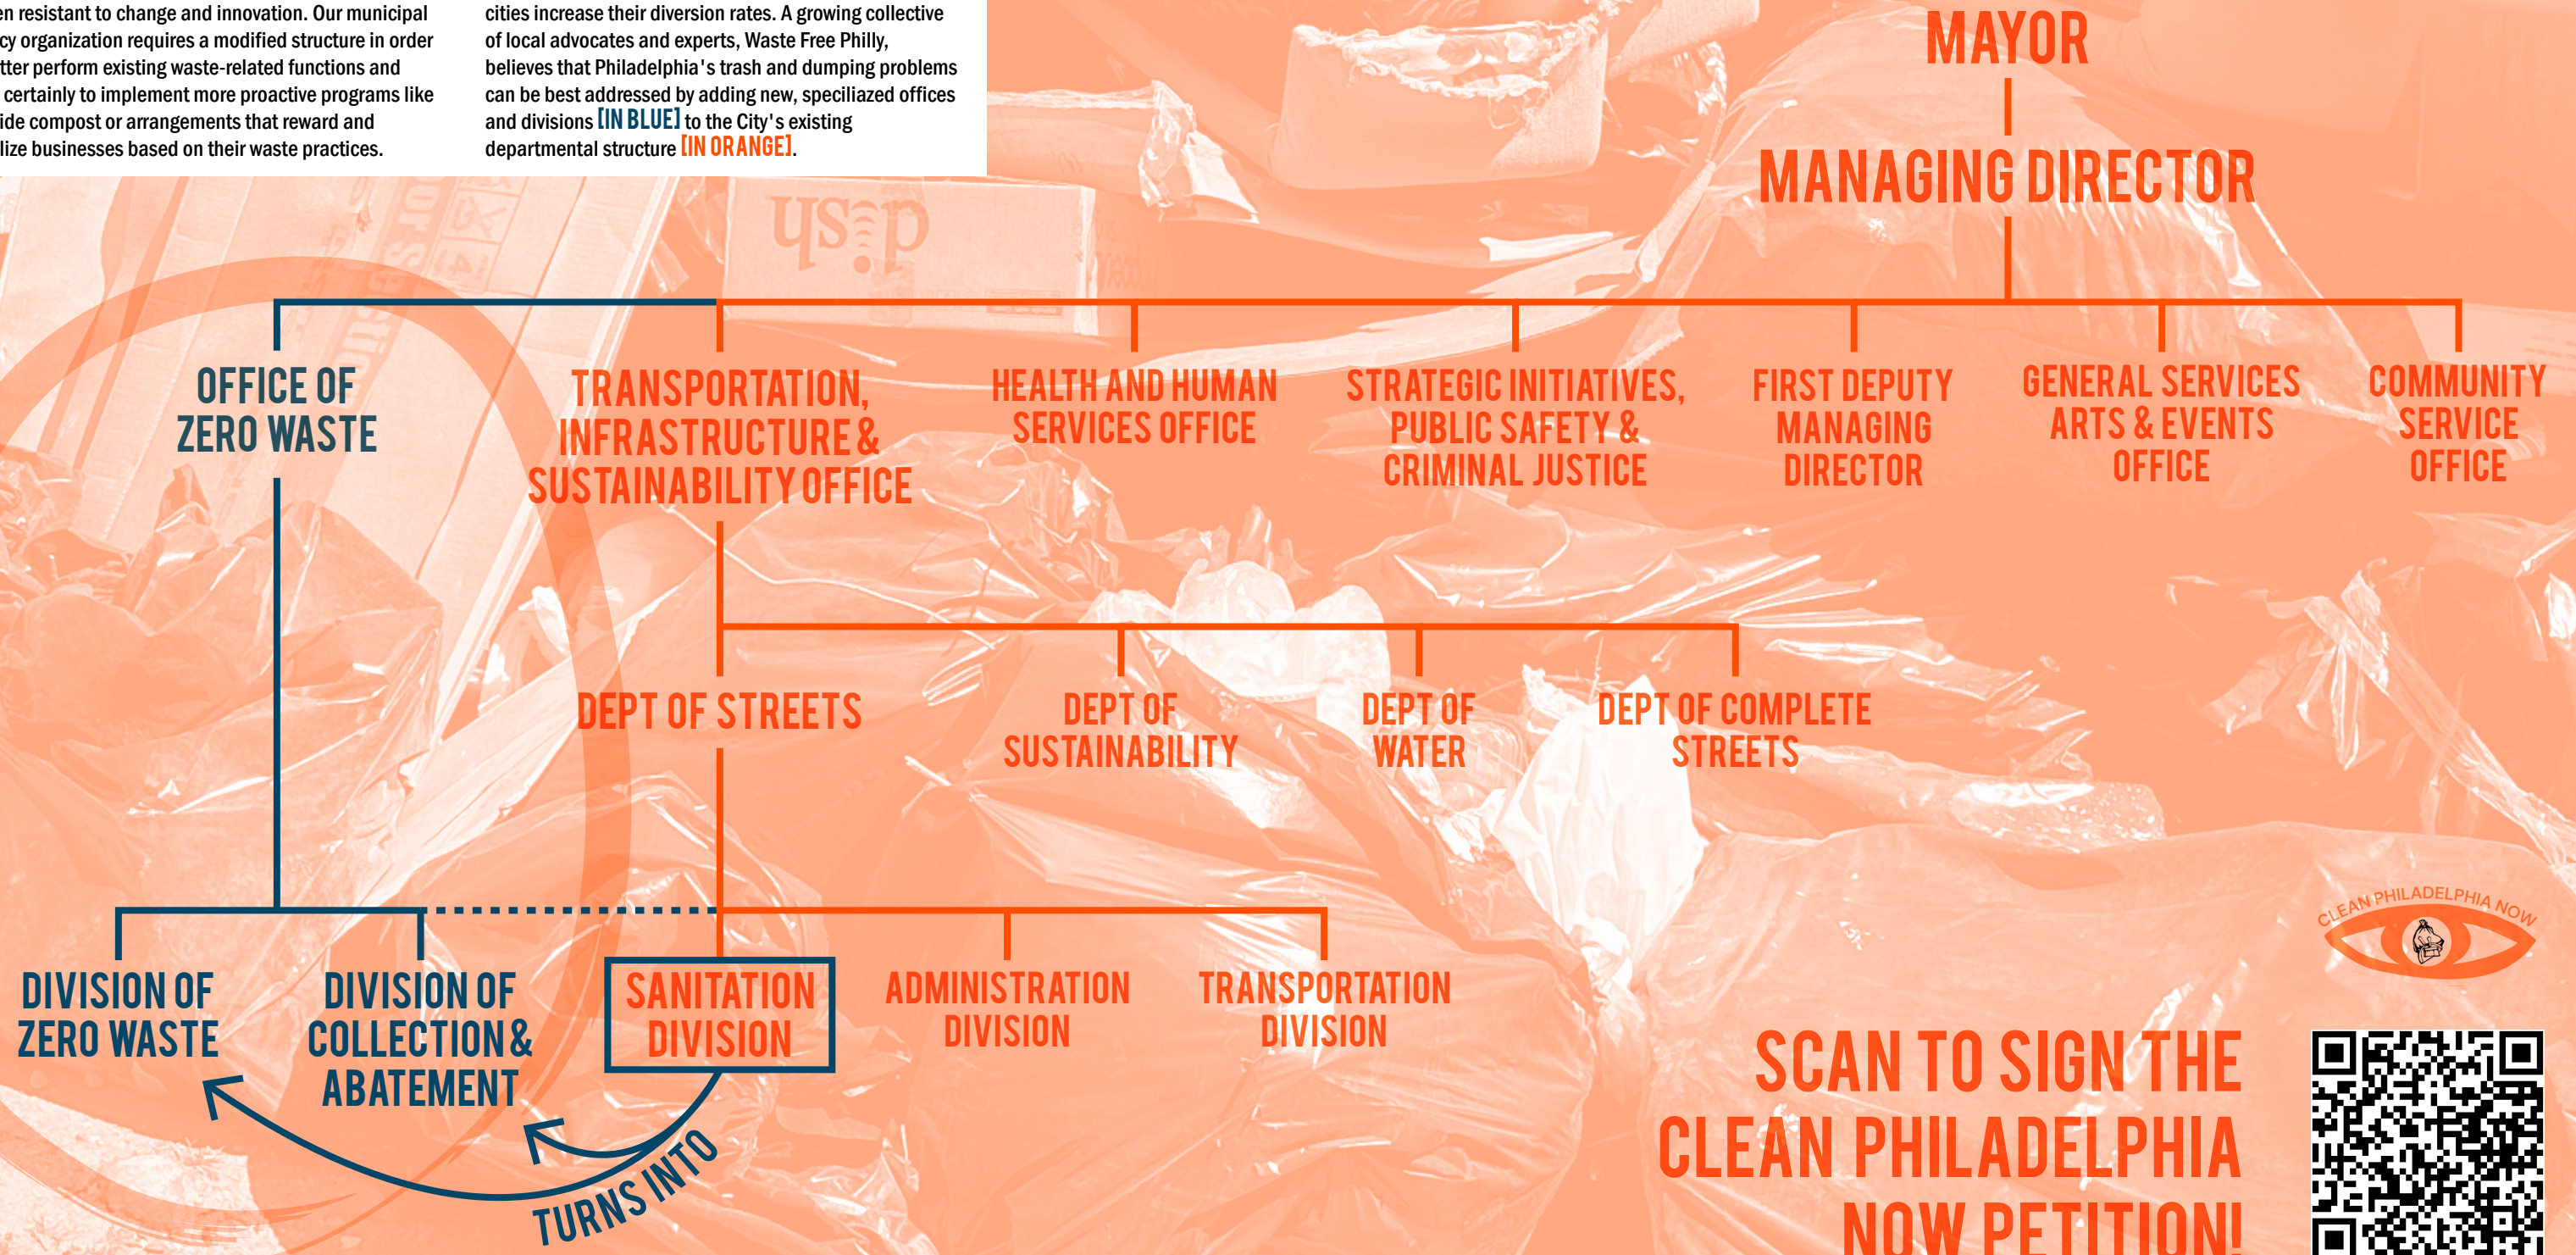 en resistant to change and innovation. Our municipal
cy organization requires a modified structure in order
tter perform existing waste-related functions and
certainly to implement more proactive programs like
ide compost or arrangements that reward and
lize businesses based on their waste practices.
cities increase their diversion rates. A growing collective
of local advocates and experts, Waste Free Philly,
believes that Philadelphia's trash and dumping problems
can be best addressed by adding new, speciliazed offices
and divisions [IN BLUE] to the City's existing
departmental structure [IN ORANGE].
MAYOR
MANAGING DIRECTOR
dish
OFFICE OF
ZERO WASTE
TRANSPORTATION,
INFRASTRUCTURE &
SUSTAINABILITY OFFICE
HEALTH AND HUMAN
SERVICES OFFICE
STRATEGIC INITIATIVES,
PUBLIC SAFETY &
CRIMINAL JUSTICE
FIRST DEPUTY
MANAGING
DIRECTOR
GENERAL SERVICES
ARTS & EVENTS
OFFICE
COMMUNITY
SERVICE
OFFICE
DEPT OF STREETS
DEPT OF
SUSTAINABILITY
DEPT OF
WATER
DEPT OF COMPLETE
STREETS
DIVISION OF
ZERO WASTE
DIVISION OF
COLLECTION &
ABATEMENT
SANITATION
DIVISION
ADMINISTRATION
DIVISION
TRANSPORTATION
DIVISION
TURNS INTO
CLEAN PHILADELPHIA NOW
SCAN TO SIGN THE
CLEAN PHILADELPHIA
NOW PETITION!